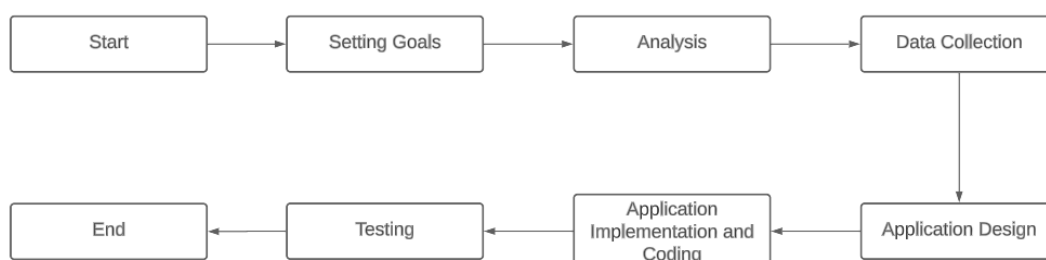 Start
Setting Goals
Analysis
Data Collection
End
Testing
Application
Implementation and
Coding
Application Design